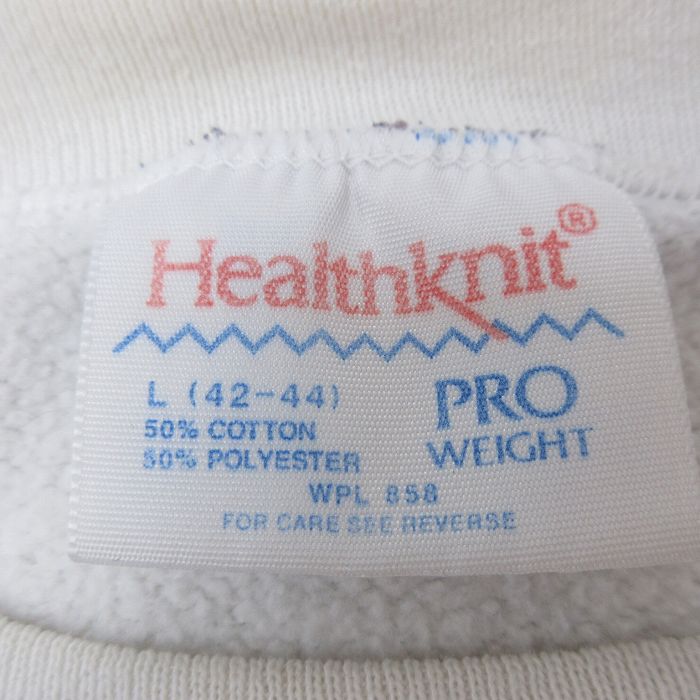 Healthknit®
L (42-44)
50% COTTON
50% POLYESTER
PRO
WEIGHT
WPL 858
FOR CARE SEE REVERSE